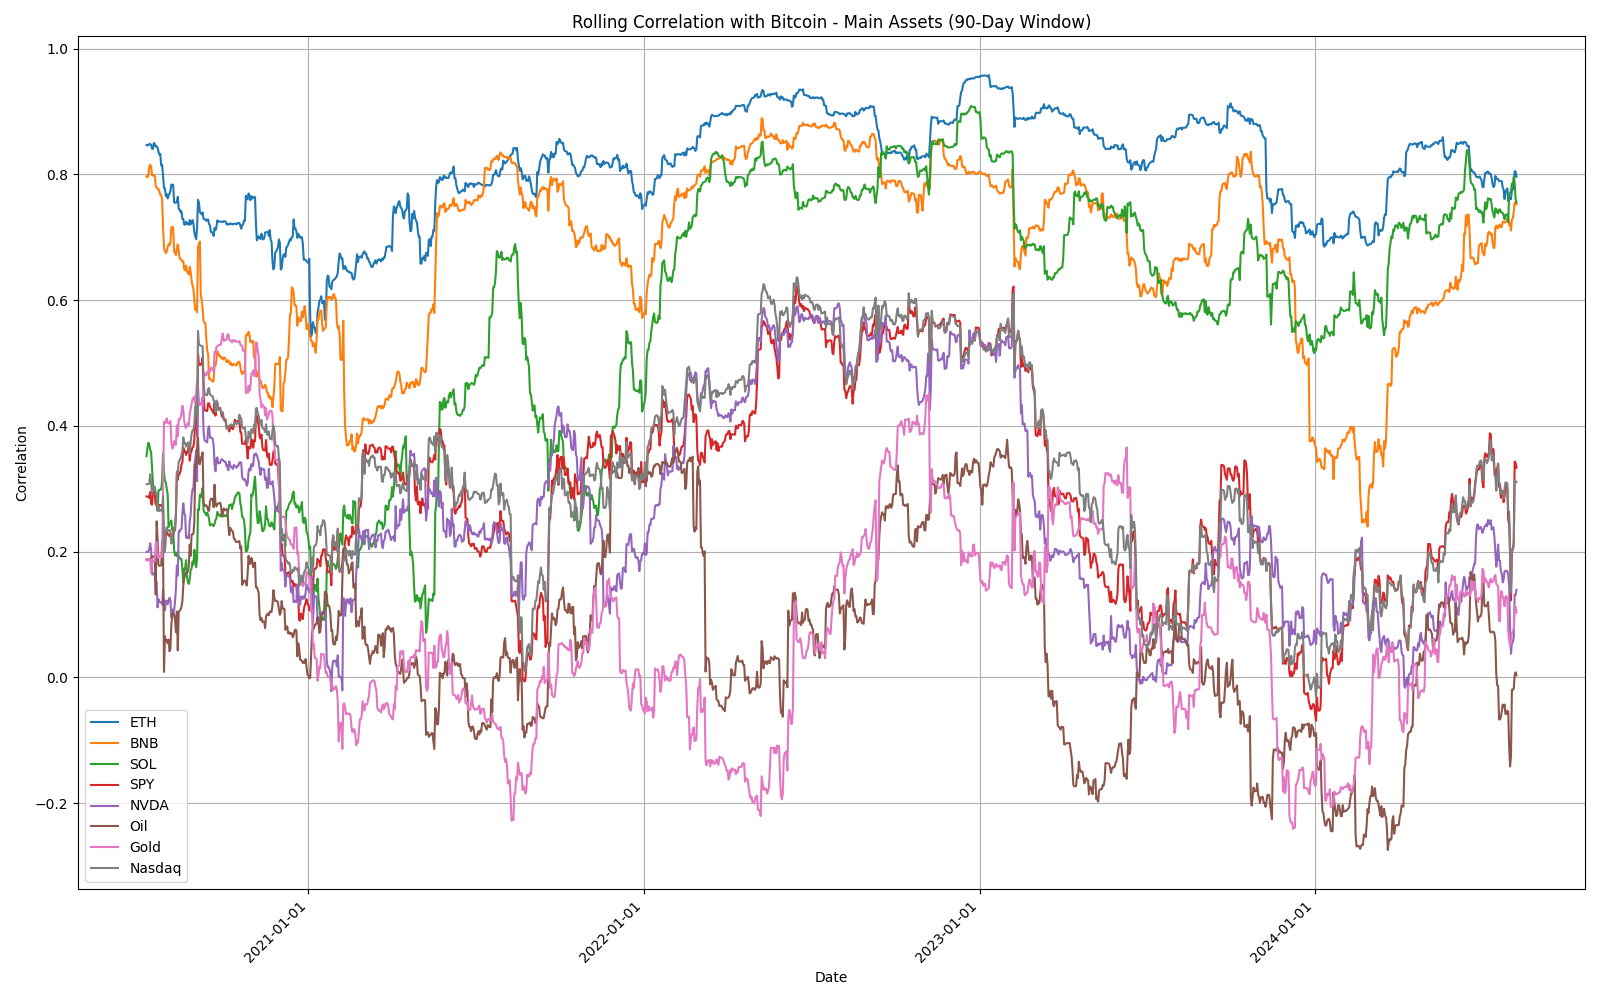 Rolling Correlation with Bitcoin - Main Assets (90-Day Window)
1.0
0.8
0.6
0.4
0.2
0.0
−0.2
Correlation
ETH
BNB
SOL
SPY
NVDA
Oil
Gold
Nasdaq
2021-01-01
2022-01-01
2023-01-01
2024-01-01
Date